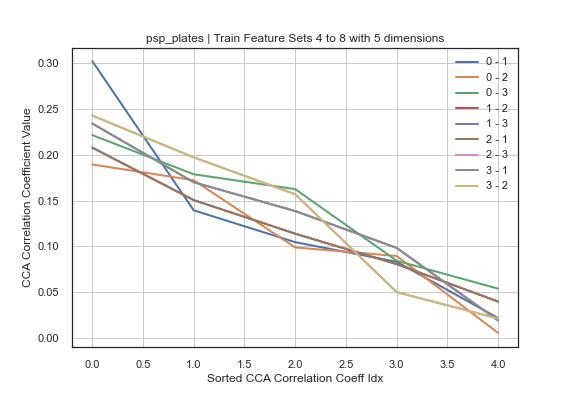 psp_plates | Train Feature Sets 4 to 8 with 5 dimensions
0.30
0.25
0.20
0.15
0.10
0.05
0.00
CCA Correlation Coefficient Value
0 - 1
0 - 2
0 - 3
1 - 2
1 - 3
2 - 1
2 - 3
3 - 1
3 - 2
0.0 0.5 1.0 1.5 2.0 2.5 3.0 3.5 4.0
Sorted CCA Correlation Coeff Idx